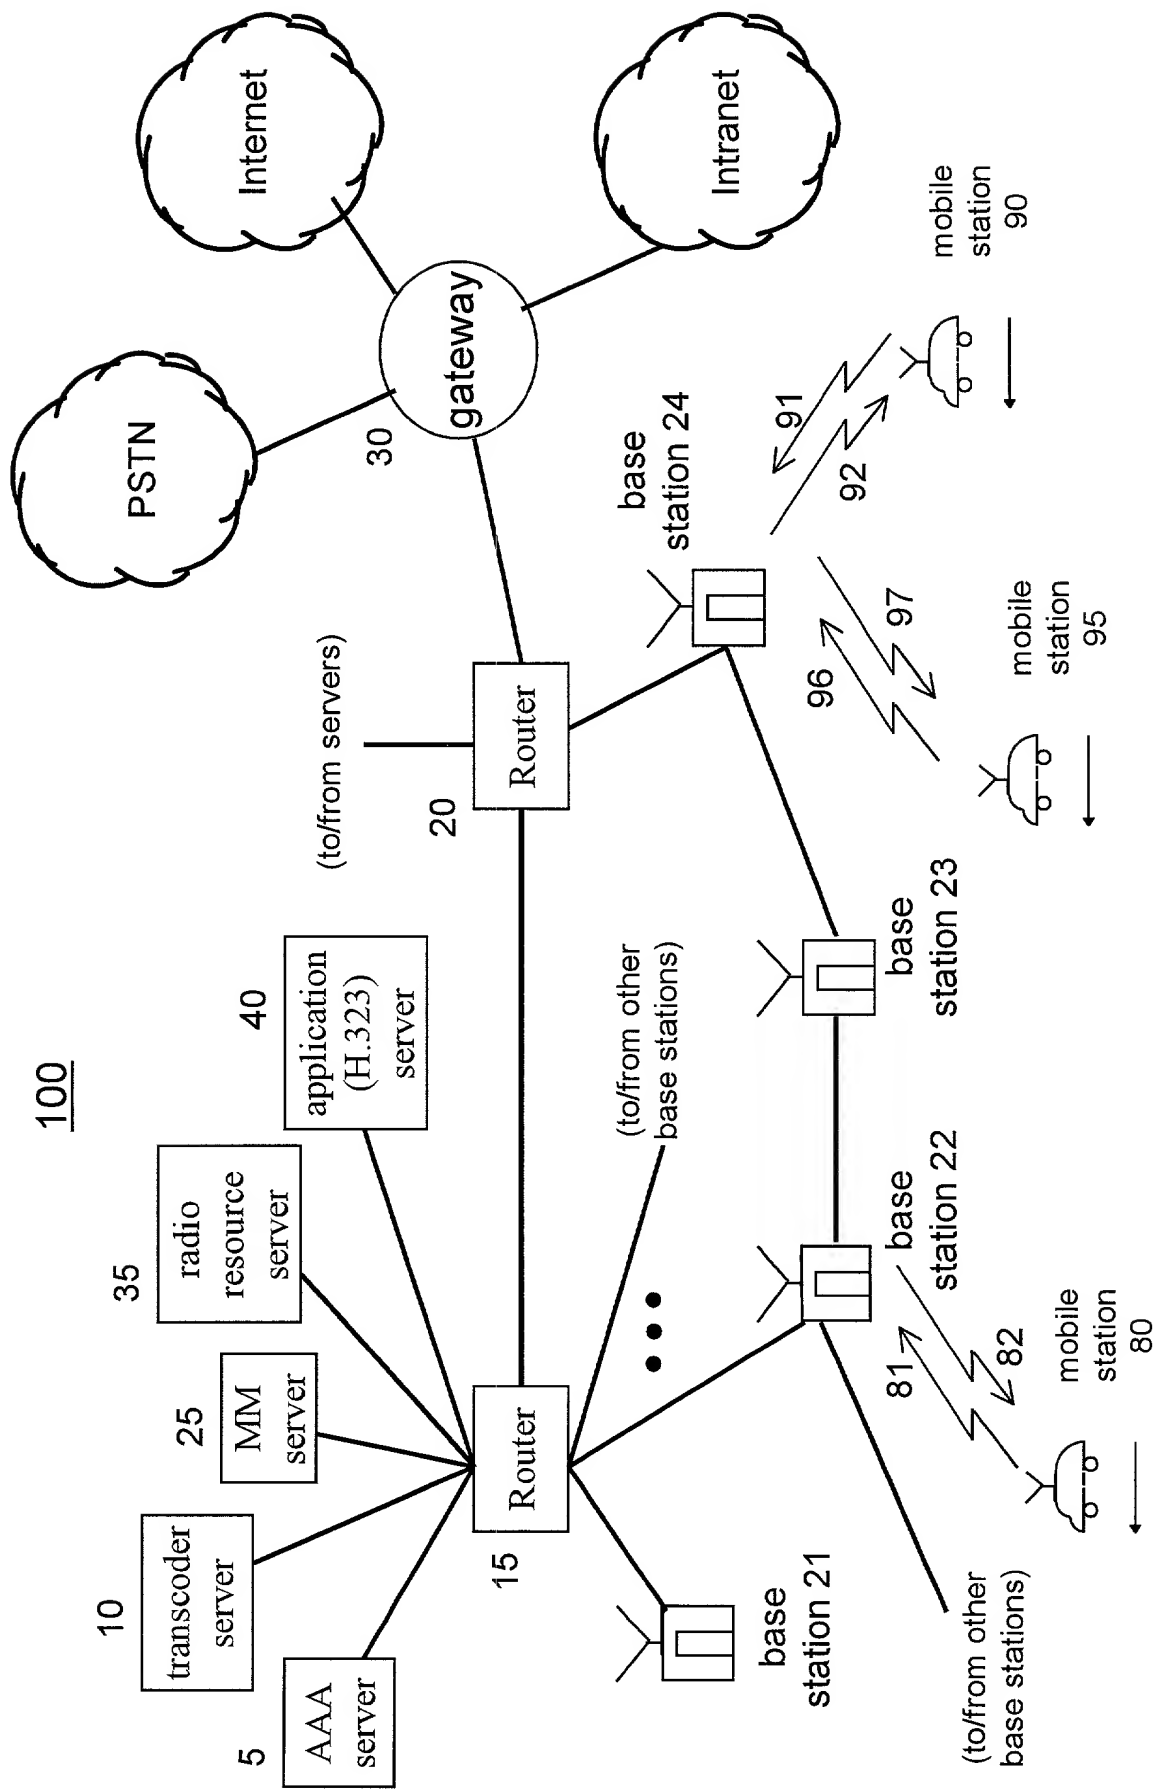 100
5
AAA
server
10
transcoder
server
25
MM
server
35
radio
resource
server
40
application
(H.323)
server
PSTN
Internet
Intranet
30
gateway
(to/from servers)
20
Router
15
Router
(to/from other
base stations)
base
station 21
base
station 22
base
station 23
base
station 24
81
82
mobile
station
80
96
97
mobile
station
95
91
92
mobile
station
90
(to/from other
base stations)